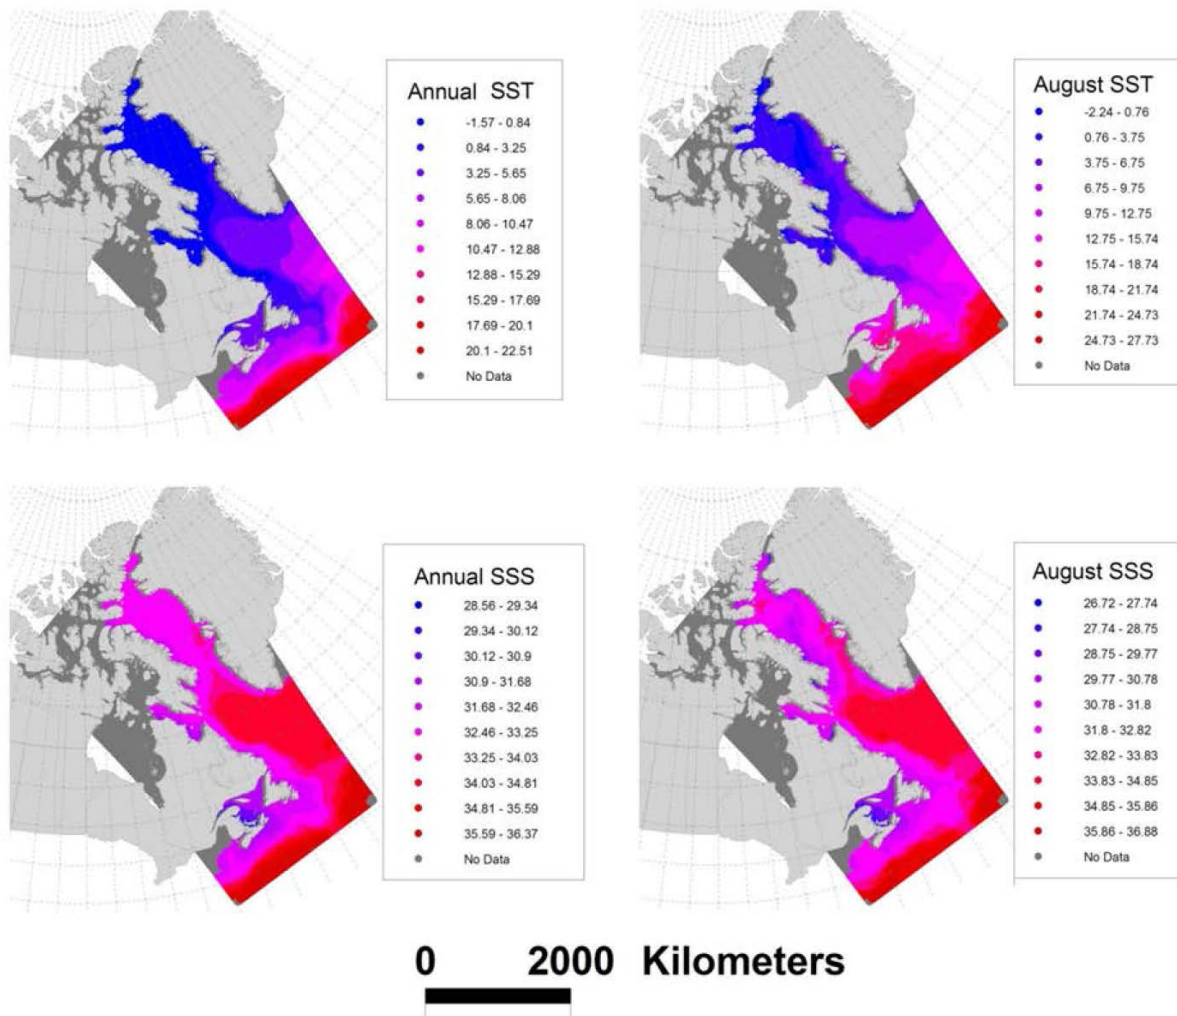 Annual SST
-1.57 - 0.84
0.84 - 3.25
3.25 - 5.65
5.65 - 8.06
8.06 - 10.47
10.47 - 12.88
12.88 - 15.29
15.29 - 17.69
17.69 - 20.1
20.1 - 22.51
No Data
August SST
-2.24 - 0.76
0.76 - 3.75
3.75 - 6.75
6.75 - 9.75
9.75 - 12.75
12.75 - 15.74
15.74 - 18.74
18.74 - 21.74
21.74 - 24.73
24.73 - 27.73
No Data
Annual SSS
28.56 - 29.34
29.34 - 30.12
30.12 - 30.9
30.9 - 31.68
31.68 - 32.46
32.46 - 33.25
33.25 - 34.03
34.03 - 34.81
34.81 - 35.59
35.59 - 36.37
No Data
August SSS
26.72 - 27.74
27.74 - 28.75
28.75 - 29.77
29.77 - 30.78
30.78 - 31.8
31.8 - 32.82
32.82 - 33.83
33.83 - 34.85
34.85 - 35.86
35.86 - 36.88
No Data
0 2000 Kilometers